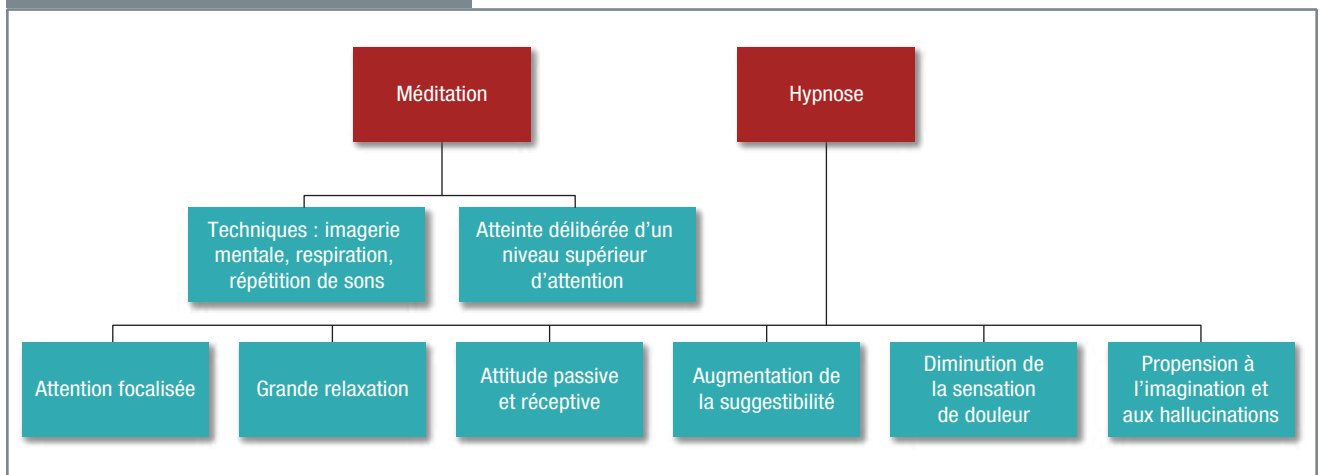 Méditation
Hypnose
Techniques : imagerie
mentale, respiration,
répétition de sons
Atteinte délibérée d’un
niveau supérieur
d’attention
Attention focalisée
Grande relaxation
Attitude passive
et réceptive
Augmentation de
la suggestibilité
Diminution de
la sensation
de douleur
Propension à
l’imagination et
aux hallucinations